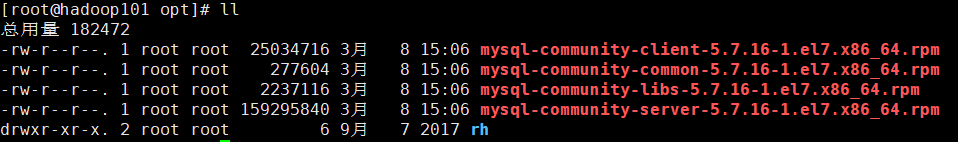 [root@hadoop101 opt]# ll
总用量 182472
-rw-r--r--. 1 root root  25034716 3月   8 15:06 mysql-community-client-5.7.16-1.el7.x86_64.rpm
-rw-r--r--. 1 root root    277604 3月   8 15:06 mysql-community-common-5.7.16-1.el7.x86_64.rpm
-rw-r--r--. 1 root root   2237116 3月   8 15:06 mysql-community-libs-5.7.16-1.el7.x86_64.rpm
-rw-r--r--. 1 root root 159295840 3月   8 15:06 mysql-community-server-5.7.16-1.el7.x86_64.rpm
drwxr-xr-x. 2 root root         6 9月   7 2017 rh